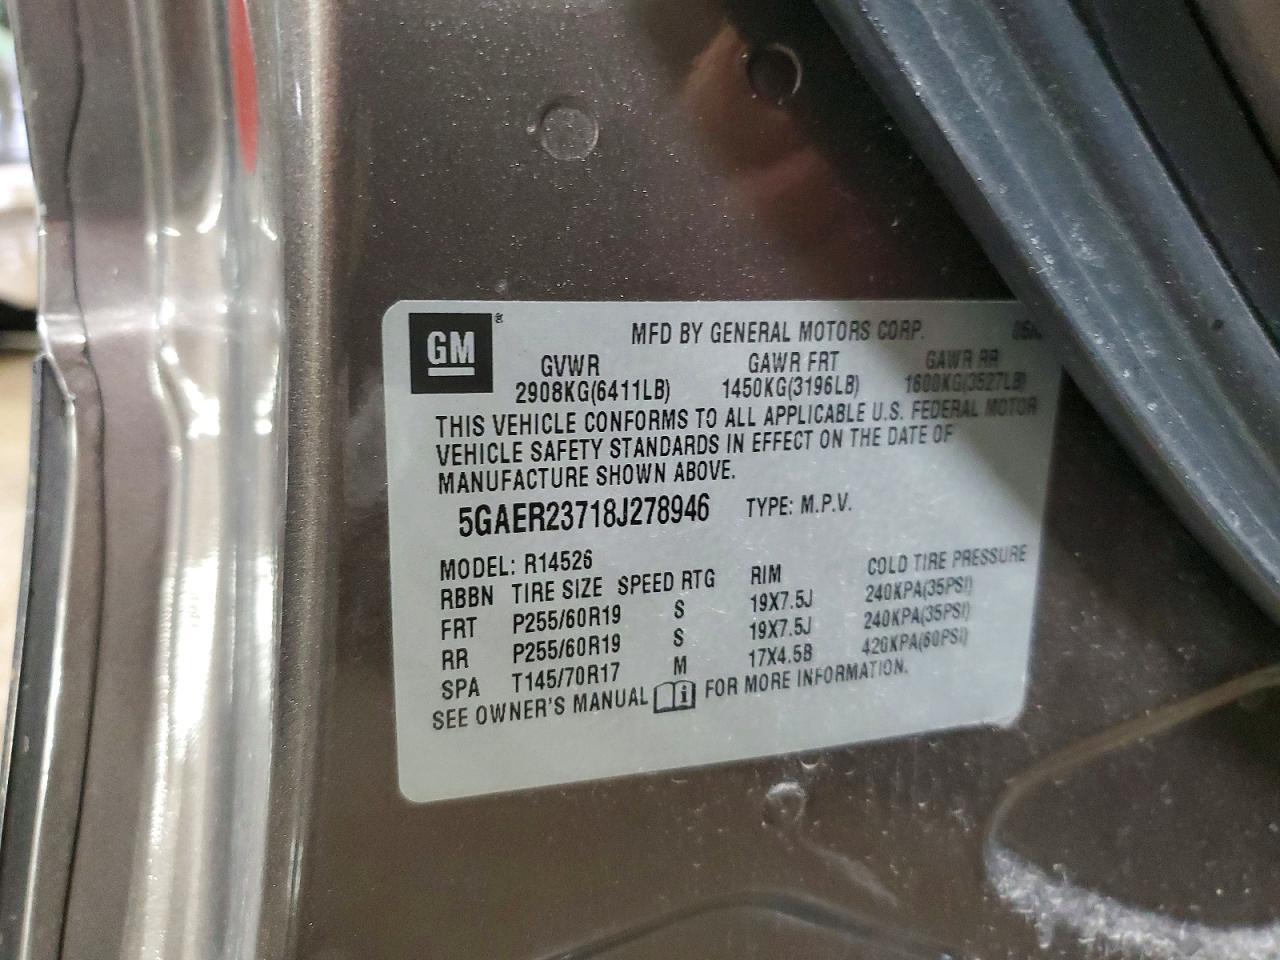 GM ®
MFD BY GENERAL MOTORS CORP.
GVWR GAWR FRT GAWR RR
2908KG(6411LB) 1450KG(3196LB) 1600KG(3527LB)
THIS VEHICLE CONFORMS TO ALL APPLICABLE U.S. FEDERAL MOTOR
VEHICLE SAFETY STANDARDS IN EFFECT ON THE DATE OF
MANUFACTURE SHOWN ABOVE.
5GAER23718J278946 TYPE: M.P.V.
MODEL: R14526
RBBN TIRE SIZE SPEED RTG RIM COLD TIRE PRESSURE
FRT P255/60R19 S 19X7.5J 240KPA(35PSI)
RR P255/60R19 S 19X7.5J 240KPA(35PSI)
SPA T145/70R17 M 17X4.5B 420KPA(60PSI)
SEE OWNER'S MANUAL FOR MORE INFORMATION.